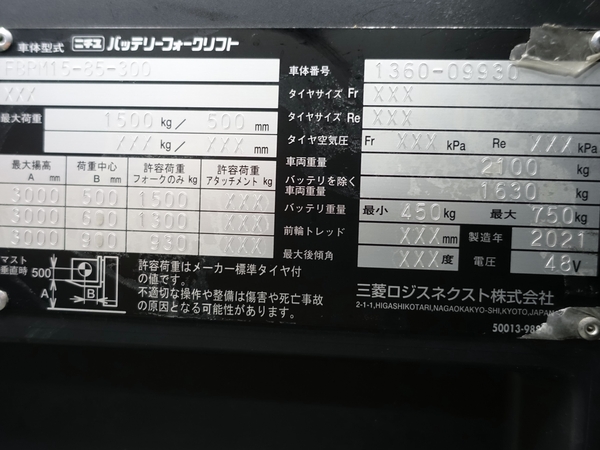 車体型式 ニチユ バッテリーフォークリフト
FBRM15-85-300
車体番号 1360-09930
XXX
タイヤサイズ Fr XXX
最大荷重 1500 kg/ 500 mm
タイヤサイズ Re XXX
XXX kg/ XXX mm
タイヤ空気圧 Fr XXX kPa Re XXX kPa
最大揚高 A mm 荷重中心 B mm 許容荷重 フォークのみ kg 許容荷重 アタッチメント kg
車両重量 2100 kg
バッテリを除く 車両重量 1630 kg
3000 500 1500 XXX
バッテリ重量 最小 450 kg 最大 750 kg
3000 600 1300 XXX
前輪トレッド XXX mm 製造年 2021
3000 900 930 XXX
最大後傾角 XXX 度 電圧 48 V
マスト 垂直時 500 A B
許容荷重はメーカー標準タイヤ付
の値です。
不適切な操作や整備は傷害や死亡事故
の原因となる可能性があります。
三菱ロジスネクスト株式会社
2-1-1,HIGASHIKOTARI,NAGAOKAKYO-SHI,KYOTO,JAPAN